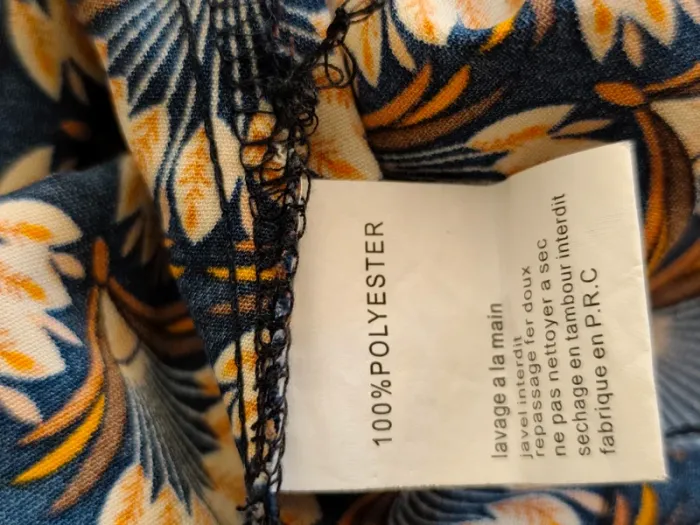 100%POLYESTER
lavage a la main
javel interdit
repassage fer doux
ne pas nettoyer a sec
sechage en tambour interdit
fabrique en P.R.C